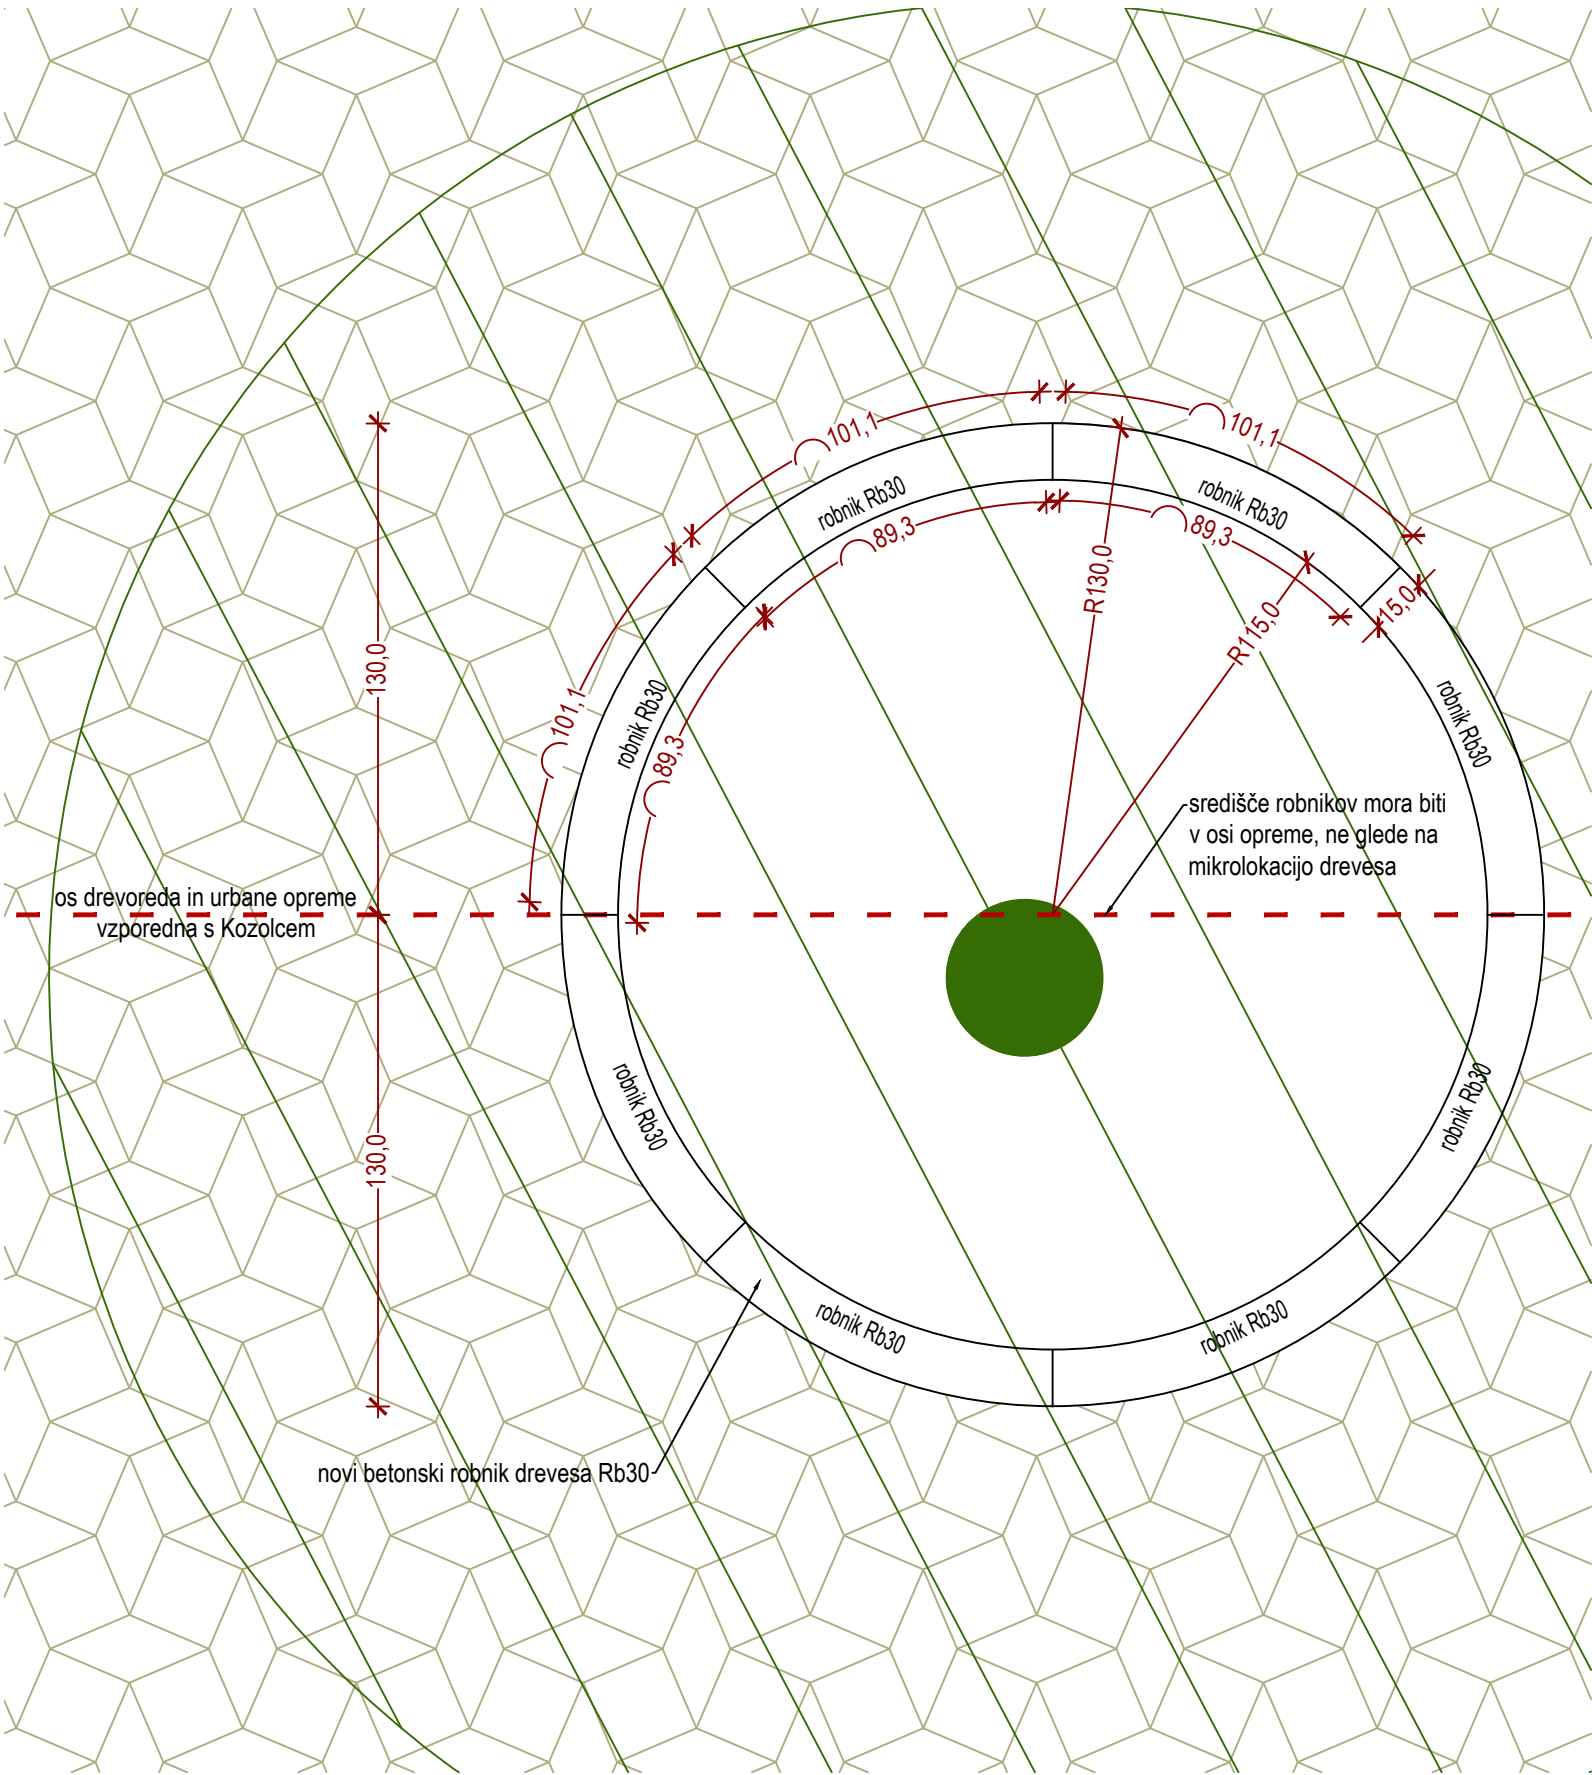 101,1
101,1
robnik Rb30
robnik Rb30
89,3
89,3
R130,0
R115,0
15,0
130,0
101,1
robnik Rb30
89,3
robnik Rb30
središče robnikov mora biti
v osi opreme, ne glede na
mikrolokacijo drevesa
os drevoreda in urbane opreme
vzporedna s Kozolcem
130,0
robnik Rb30
robnik Rb30
robnik Rb30
robnik Rb30
novi betonski robnik drevesa Rb30